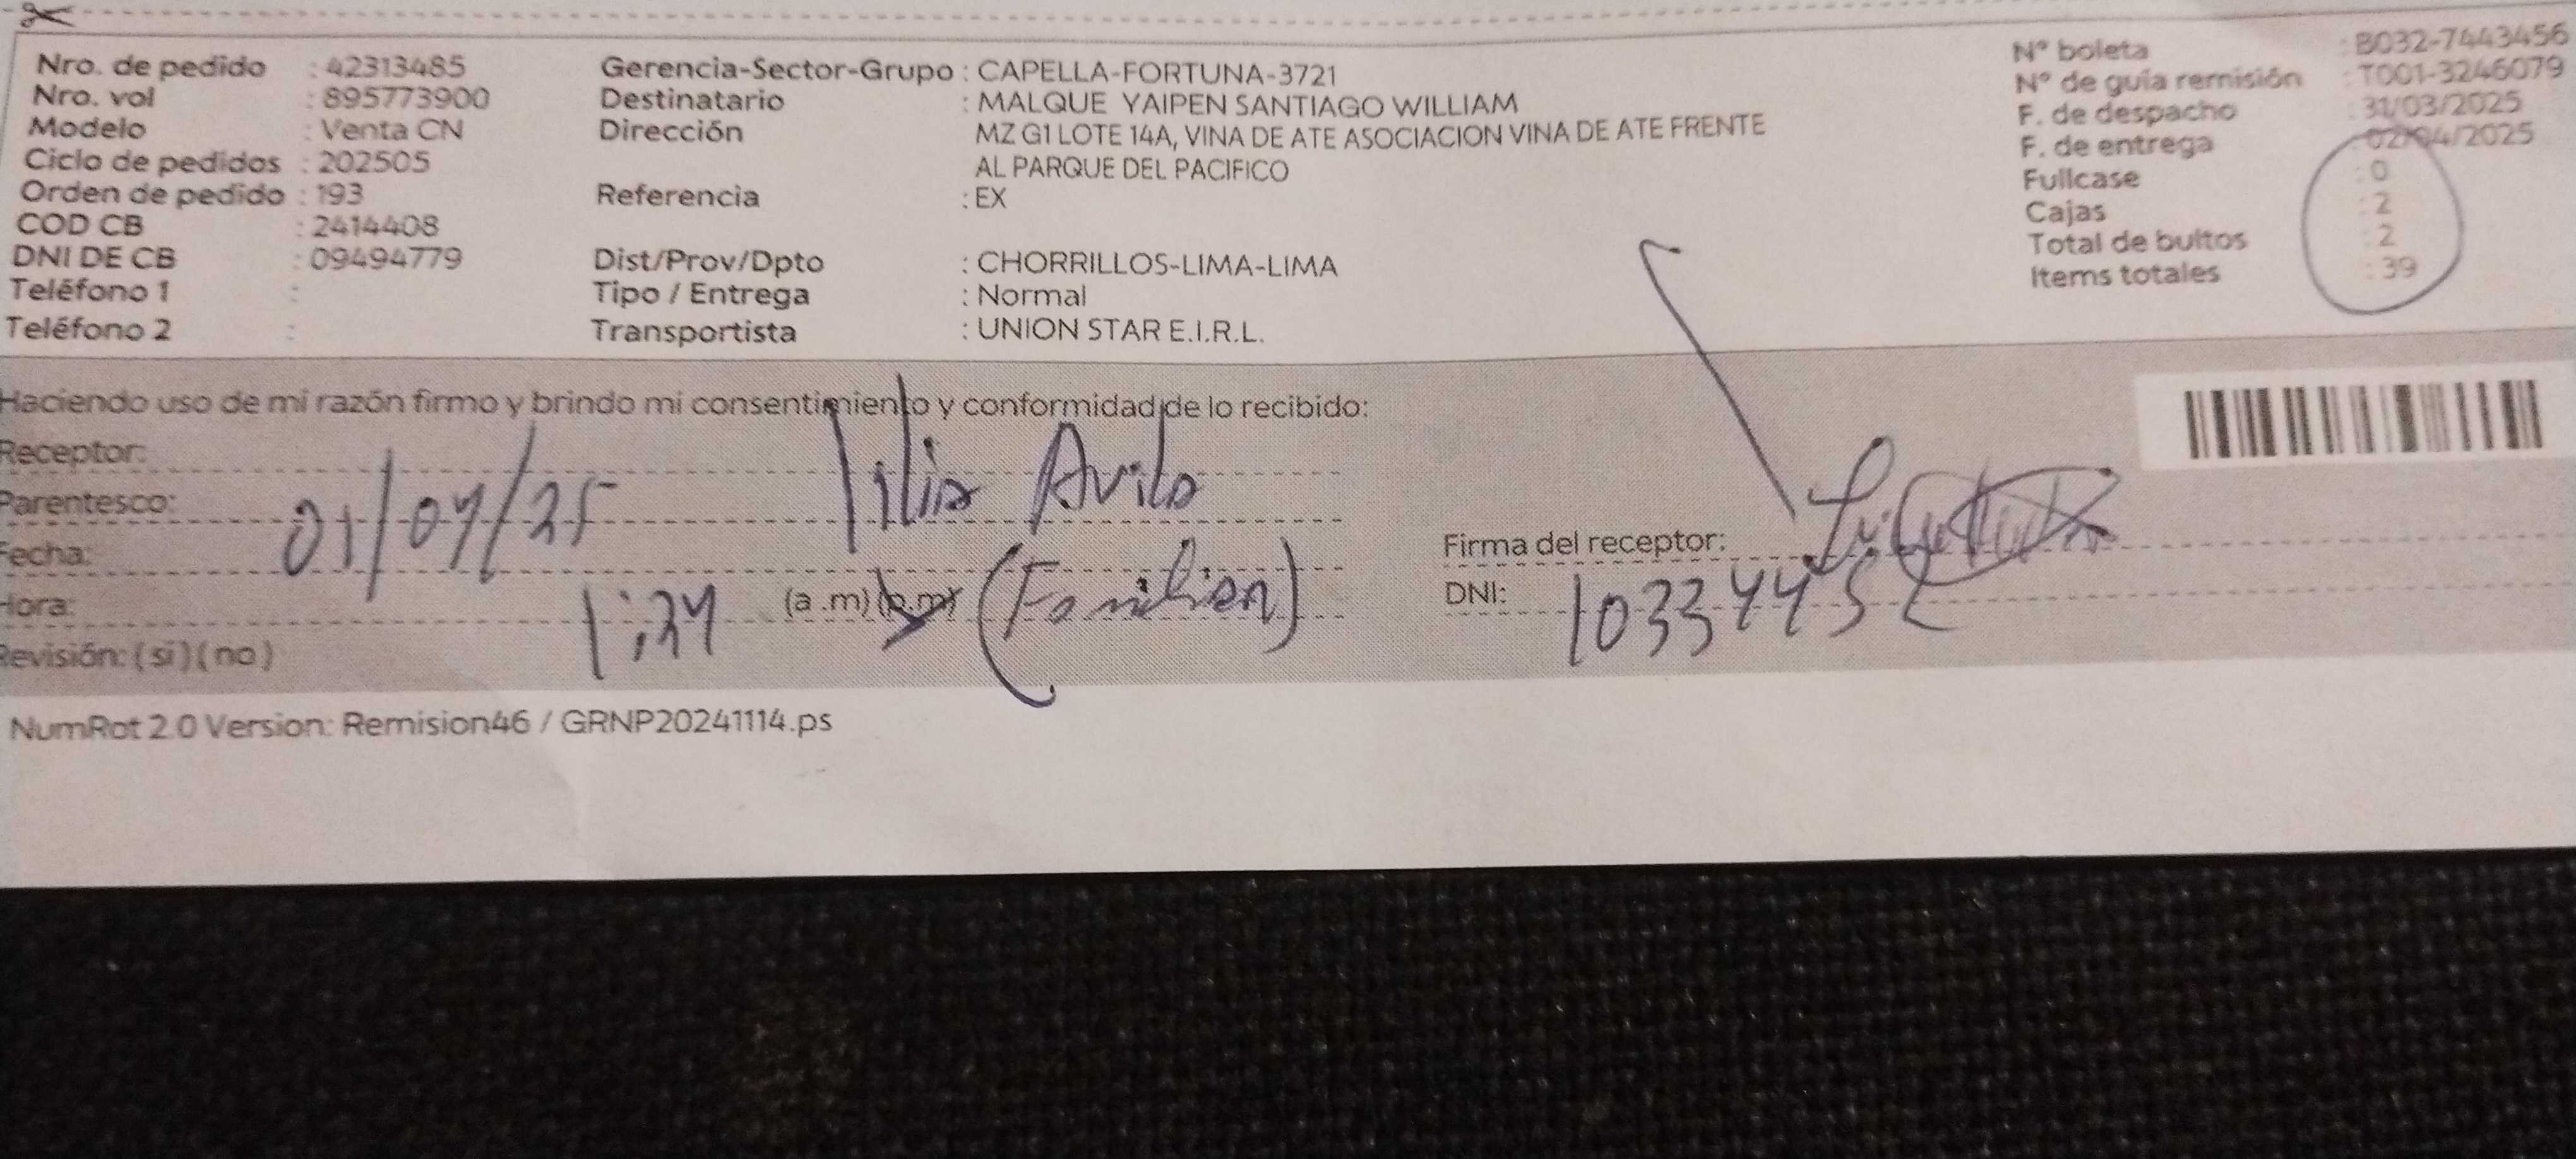 Nro. de pedido : 42313485
Nro. vol : 895773900
Modelo : Venta CN
Ciclo de pedidos : 202505
Orden de pedido : 193
COD CB : 2414408
DNI DE CB : 09494779
Teléfono 1 :
Teléfono 2 :
Gerencia-Sector-Grupo : CAPELLA-FORTUNA-3721
Destinatario : MALQUE YAIPEN SANTIAGO WILLIAM
Dirección MZ G1 LOTE 14A, VINA DE ATE ASOCIACION VINA DE ATE FRENTE
AL PARQUE DEL PACIFICO
Referencia : EX
Dist/Prov/Dpto : CHORRILLOS-LIMA-LIMA
Tipo / Entrega : Normal
Transportista : UNION STAR E.I.R.L.
N° boleta : B032-7443456
N° de guía remisión : T001-3246079
F. de despacho : 31/03/2025
F. de entrega : 02/04/2025
Fullcase : 0
Cajas : 2
Total de bultos : 2
Items totales : 39
Haciendo uso de mi razón firmo y brindo mi consentimiento y conformidad de lo recibido:
Receptor: lilia Avila
Parentesco:
Fecha: 01/04/25
Hora: 1:34 (a .m) (p.m) (Familiar)
Revisión: ( si ) ( no )
Firma del receptor:
DNI: 10334452
NumRot 2.0 Version: Remision46 / GRNP20241114.ps